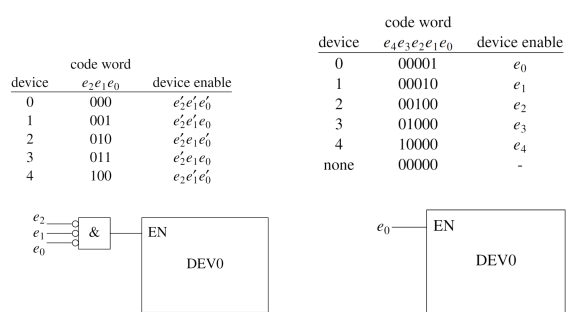 code word
device e₂e₁e₀ device enable
0 000 e₂′e₁′e₀′
1 001 e₂′e₁′e₀
2 010 e₂′e₁e₀′
3 011 e₂′e₁e₀
4 100 e₂e₁′e₀′
e₂
e₁
e₀
&
EN
DEV0
code word
device e₄e₃e₂e₁e₀ device enable
0 00001 e₀
1 00010 e₁
2 00100 e₂
3 01000 e₃
4 10000 e₄
none 00000 -
e₀
EN
DEV0